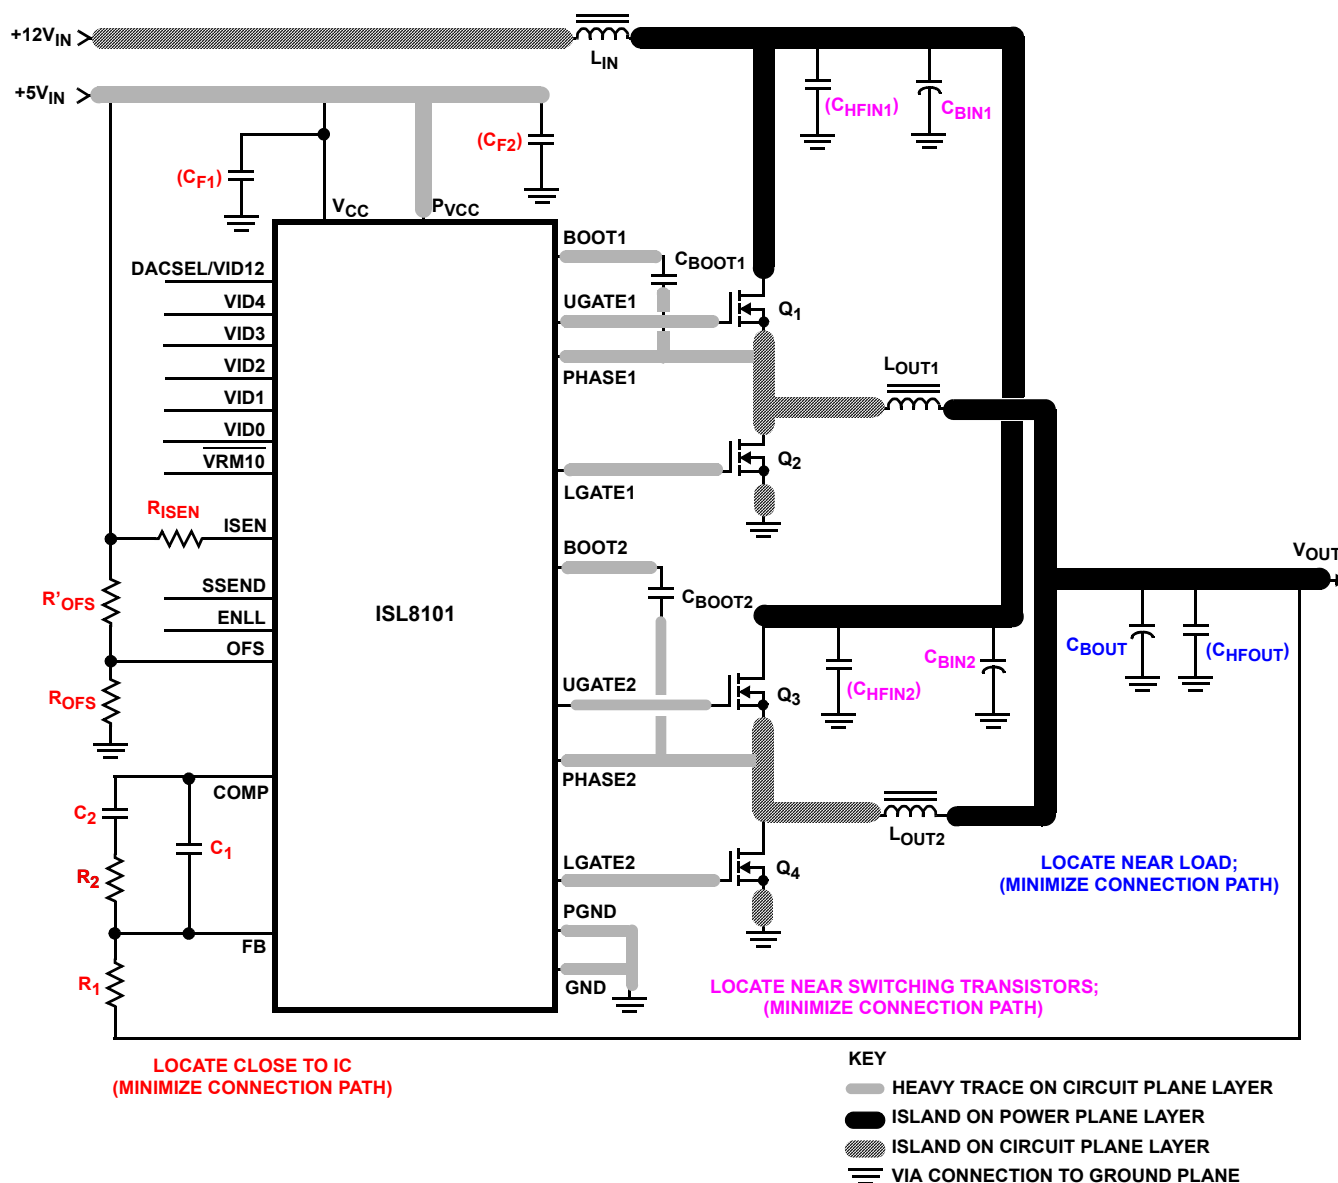 +12VIN
LIN
+5VIN
(CHFIN1)
CBIN1
(CF2)
(CF1)
VCC
PVCC
BOOT1
CBOOT1
DACSEL/VID12
VID4
UGATE1
Q1
VID3
PHASE1
VID2
LOUT1
VID1
VID0
VRM10
Q2
LGATE1
RISEN
ISEN
BOOT2
VOUT
R'OFS
SSEND
CBOOT2
ISL8101
ENLL
OFS
CBOUT
(CHFOUT)
CBIN2
(CHFIN2)
ROFS
UGATE2
Q3
PHASE2
COMP
C2
C1
LOUT2
R2
LGATE2
Q4
LOCATE NEAR LOAD;
(MINIMIZE CONNECTION PATH)
PGND
FB
R1
GND
LOCATE NEAR SWITCHING TRANSISTORS;
(MINIMIZE CONNECTION PATH)
LOCATE CLOSE TO IC
(MINIMIZE CONNECTION PATH)
KEY
HEAVY TRACE ON CIRCUIT PLANE LAYER
ISLAND ON POWER PLANE LAYER
ISLAND ON CIRCUIT PLANE LAYER
VIA CONNECTION TO GROUND PLANE